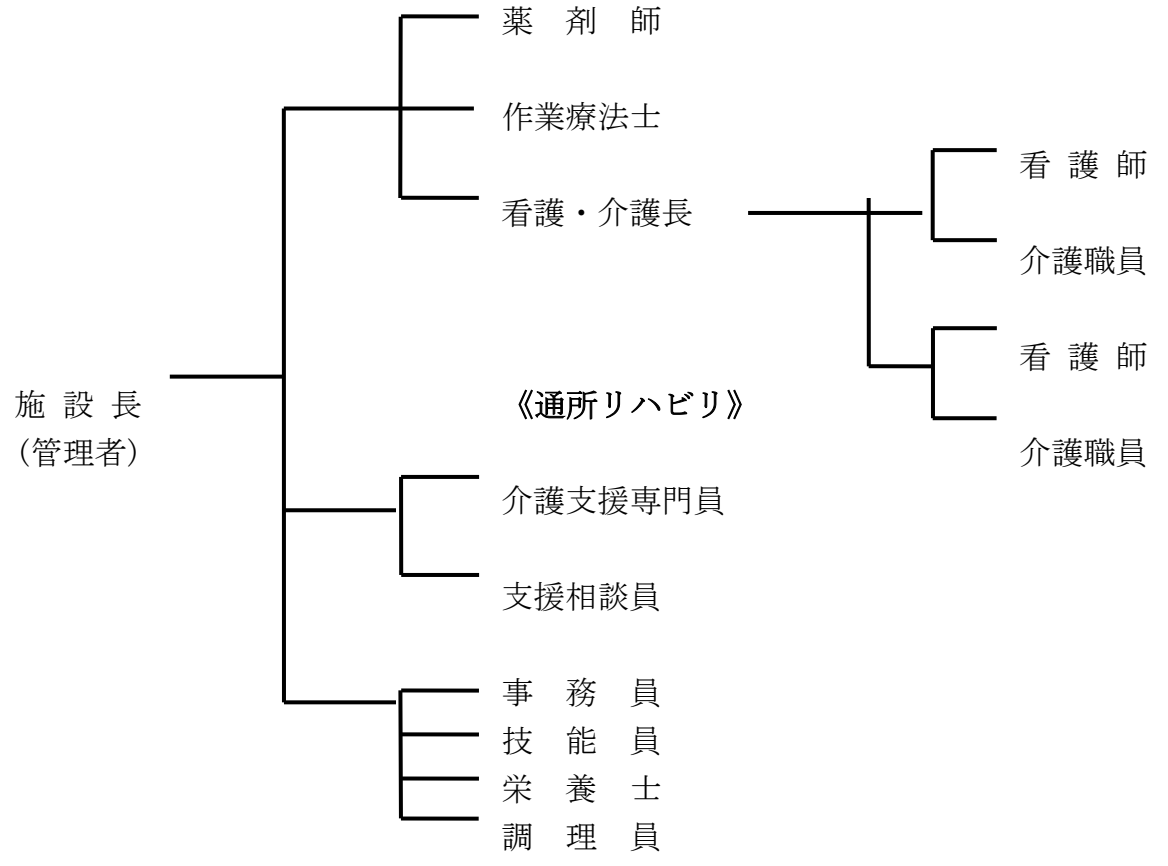 薬　剤　師
作業療法士
看護・介護長
看 護 師
介護職員
看 護 師
介護職員
施 設 長
（管理者）
《通所リハビリ》
介護支援専門員
支援相談員
事　務　員
技　能　員
栄　養　士
調　理　員